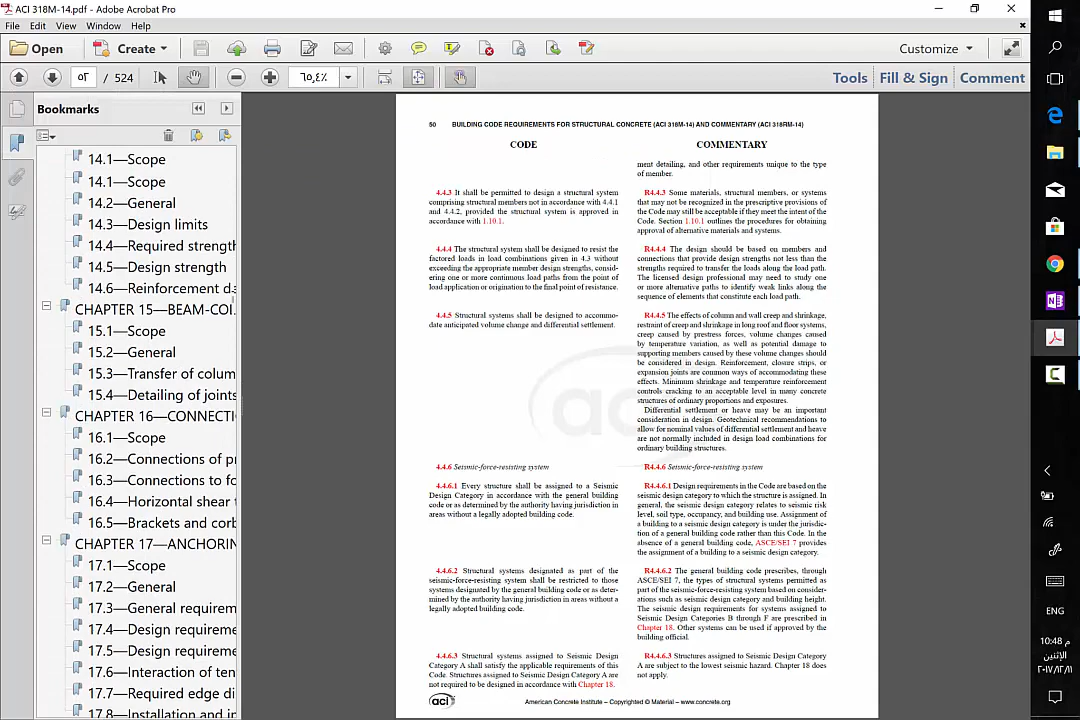 ACI 318M-14.pdf - Adobe Acrobat Pro
File Edit View Window Help
Open Create Customize
٥٢ / 524 ٦٥,٤٪ Tools Fill & Sign Comment
Bookmarks
14.1—Scope
14.1—Scope
14.2—General
14.3—Design limits
14.4—Required strength
14.5—Design strength
14.6—Reinforcement d
CHAPTER 15—BEAM-COL
15.1—Scope
15.2—General
15.3—Transfer of colum
15.4—Detailing of joints
CHAPTER 16—CONNECTI
16.1—Scope
16.2—Connections of p
16.3—Connections to fo
16.4—Horizontal shear t
16.5—Brackets and corb
CHAPTER 17—ANCHORIN
17.1—Scope
17.2—General
17.3—General requirem
17.4—Design requireme
17.5—Design requireme
17.6—Interaction of ten
17.7—Required edge di
17.8—Installation and in
50 BUILDING CODE REQUIREMENTS FOR STRUCTURAL CONCRETE (ACI 318M-14) AND COMMENTARY (ACI 318RM-14)
CODE
4.4.3 It shall be permitted to design a structural system
comprising structural members not in accordance with 4.4.1
and 4.4.2, provided the structural system is approved in
accordance with 1.10.1.
4.4.4 The structural system shall be designed to resist the
factored loads in load combinations given in 4.3 without
exceeding the appropriate member design strengths, consid-
ering one or more continuous load paths from the point of
load application or origination to the final point of resistance.
4.4.5 Structural systems shall be designed to accommo-
date anticipated volume change and differential settlement.
4.4.6 Seismic-force-resisting system
4.4.6.1 Every structure shall be assigned to a Seismic
Design Category in accordance with the general building
code or as determined by the authority having jurisdiction in
areas without a legally adopted building code.
4.4.6.2 Structural systems designated as part of the
seismic-force-resisting system shall be restricted to those
systems designated by the general building code or as deter-
mined by the authority having jurisdiction in areas without a
legally adopted building code.
4.4.6.3 Structural systems assigned to Seismic Design
Category A shall satisfy the applicable requirements of this
Code. Structures assigned to Seismic Design Category A are
not required to be designed in accordance with Chapter 18.
COMMENTARY
ment detailing, and other requirements unique to the type
of member.
R4.4.3 Some materials, structural members, or systems
that may not be recognized in the prescriptive provisions of
the Code may still be acceptable if they meet the intent of the
Code. Section 1.10.1 outlines the procedures for obtaining
approval of alternative materials and systems.
R4.4.4 The design should be based on members and
connections that provide design strengths not less than the
strengths required to transfer the loads along the load path.
The licensed design professional may need to study one
or more alternative paths to identify weak links along the
sequence of elements that constitute each load path.
R4.4.5 The effects of column and wall creep and shrinkage,
restraint of creep and shrinkage in long roof and floor systems,
creep caused by prestress forces, volume changes caused
by temperature variation, as well as potential damage to
supporting members caused by these volume changes should
be considered in design. Reinforcement, closure strips, or
expansion joints are common ways of accommodating these
effects. Minimum shrinkage and temperature reinforcement
controls cracking to an acceptable level in many concrete
structures of ordinary proportions and exposures.
Differential settlement or heave may be an important
consideration in design. Geotechnical recommendations to
allow for nominal values of differential settlement and heave
are not normally included in design load combinations for
ordinary building structures.
R4.4.6 Seismic-force-resisting system
R4.4.6.1 Design requirements in the Code are based on the
seismic design category to which the structure is assigned. In
general, the seismic design category relates to seismic risk
level, soil type, occupancy, and building use. Assignment of
a building to a seismic design category is under the jurisdic-
tion of a general building code rather than this Code. In the
absence of a general building code, ASCE/SEI 7 provides
the assignment of a building to a seismic design category.
R4.4.6.2 The general building code prescribes, through
ASCE/SEI 7, the types of structural systems permitted as
part of the seismic-force-resisting system based on consider-
ations such as seismic design category and building height.
The seismic design requirements for systems assigned to
Seismic Design Categories B through F are prescribed in
Chapter 18. Other systems can be used if approved by the
building official.
R4.4.6.3 Structures assigned to Seismic Design Category
A are subject to the lowest seismic hazard. Chapter 18 does
not apply.
aci
American Concrete Institute – Copyrighted © Material – www.concrete.org
ENG
10:48 م
الإثنين
٢٠١٧/١٢/١١